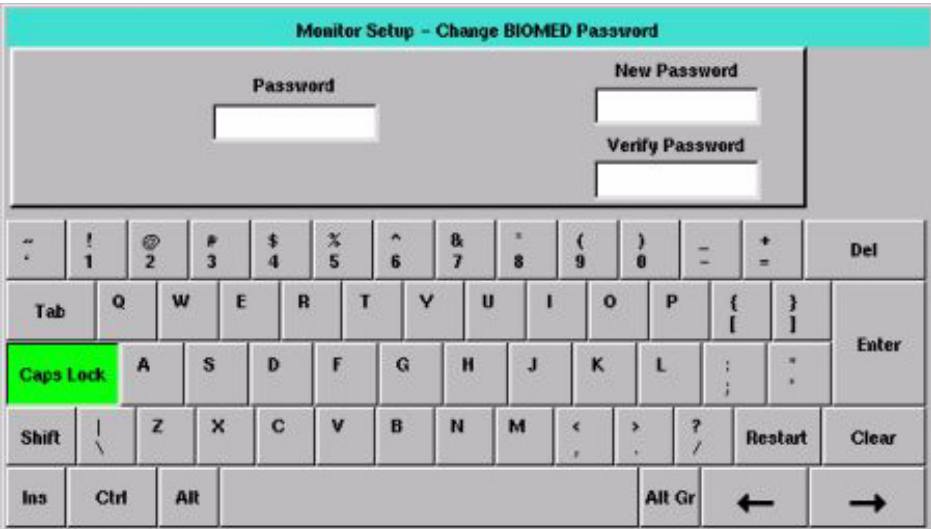 Monitor Setup - Change BIOMED Password
Password
New Password
Verify Password
~ ! @ # $ % ^ & * ( ) _ +
` 1 2 3 4 5 6 7 8 9 0 - = Del
Tab Q W E R T Y U I O P { }
[ ]
Enter
Caps Lock A S D F G H J K L : "
; '
Shift | Z X C V B N M < > ? Restart Clear
\ , . /
Ins Ctrl Alt Alt Gr ← →